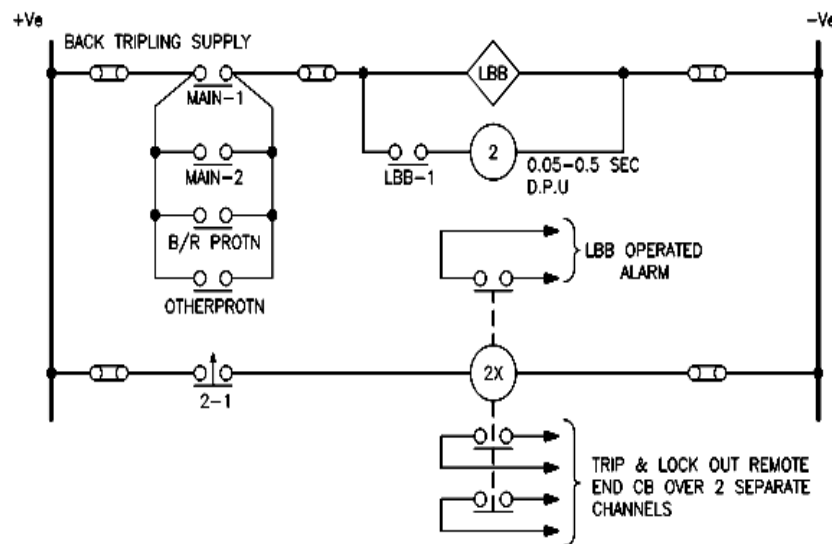 +Ve
-Ve
BACK TRIPLING SUPPLY
LBB
MAIN-1
MAIN-2
LBB-1
2
0.05-0.5 SEC
D.P.U
B/R PROTN
OTHERPROTN
LBB OPERATED
ALARM
2-1
2X
TRIP & LOCK OUT REMOTE
END CB OVER 2 SEPARATE
CHANNELS